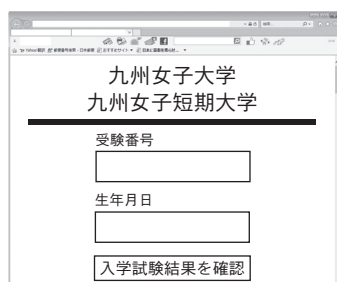 九州女子大学
九州女子短期大学
受験番号
生年月日
入学試験結果を確認